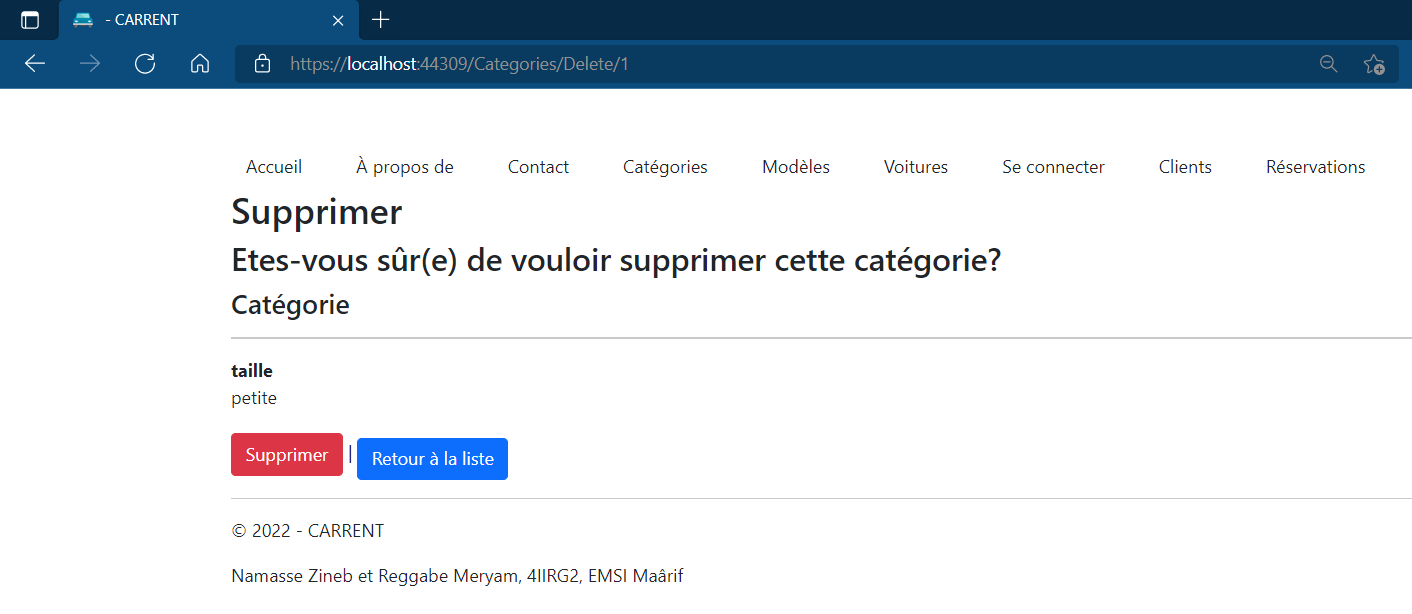 - CARRENT
https://localhost:44309/Categories/Delete/1
Accueil À propos de Contact Catégories Modèles Voitures Se connecter Clients Réservations
Supprimer
Etes-vous sûr(e) de vouloir supprimer cette catégorie?
Catégorie
taille
petite
Supprimer | Retour à la liste
© 2022 - CARRENT
Namasse Zineb et Reggabe Meryam, 4IIRG2, EMSI Maârif